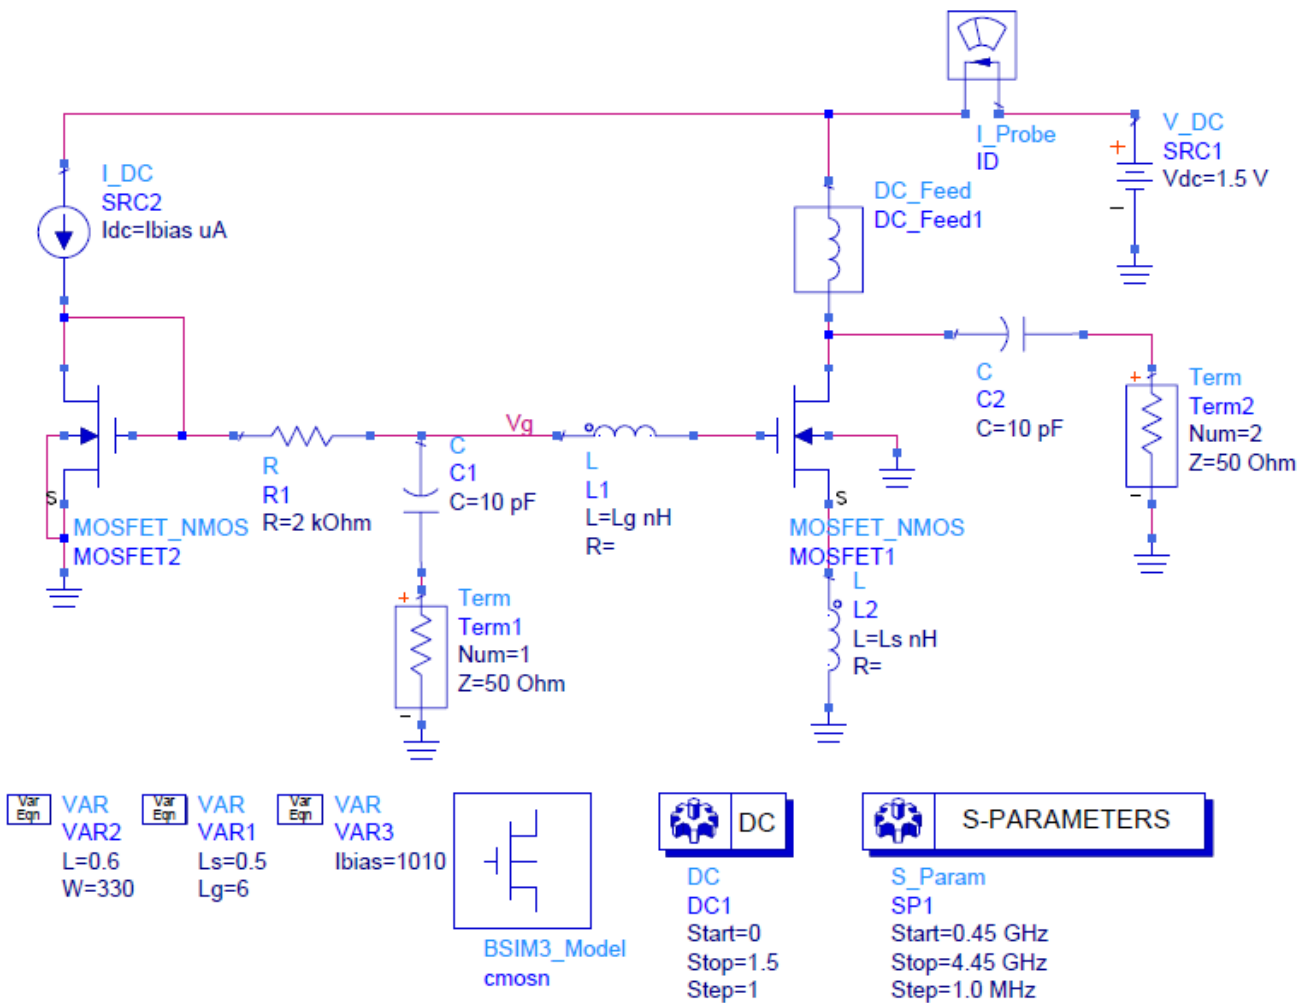 I_Probe
ID
V_DC
SRC1
Vdc=1.5 V
+
−
I_DC
SRC2
Idc=Ibias uA
DC_Feed
DC_Feed1
C
C2
C=10 pF
+
Term
Term2
Num=2
Z=50 Ohm
−
S
MOSFET_NMOS
MOSFET2
R
R1
R=2 kOhm
C
C1
C=10 pF
Vg
L
L1
L=Lg nH
R=
S
MOSFET_NMOS
MOSFET1
L
L2
L=Ls nH
R=
+
Term
Term1
Num=1
Z=50 Ohm
−
Var
Eqn
VAR
VAR2
L=0.6
W=330
Var
Eqn
VAR
VAR1
Ls=0.5
Lg=6
Var
Eqn
VAR
VAR3
Ibias=1010
BSIM3_Model
cmosn
DC
DC
DC1
Start=0
Stop=1.5
Step=1
S-PARAMETERS
S_Param
SP1
Start=0.45 GHz
Stop=4.45 GHz
Step=1.0 MHz